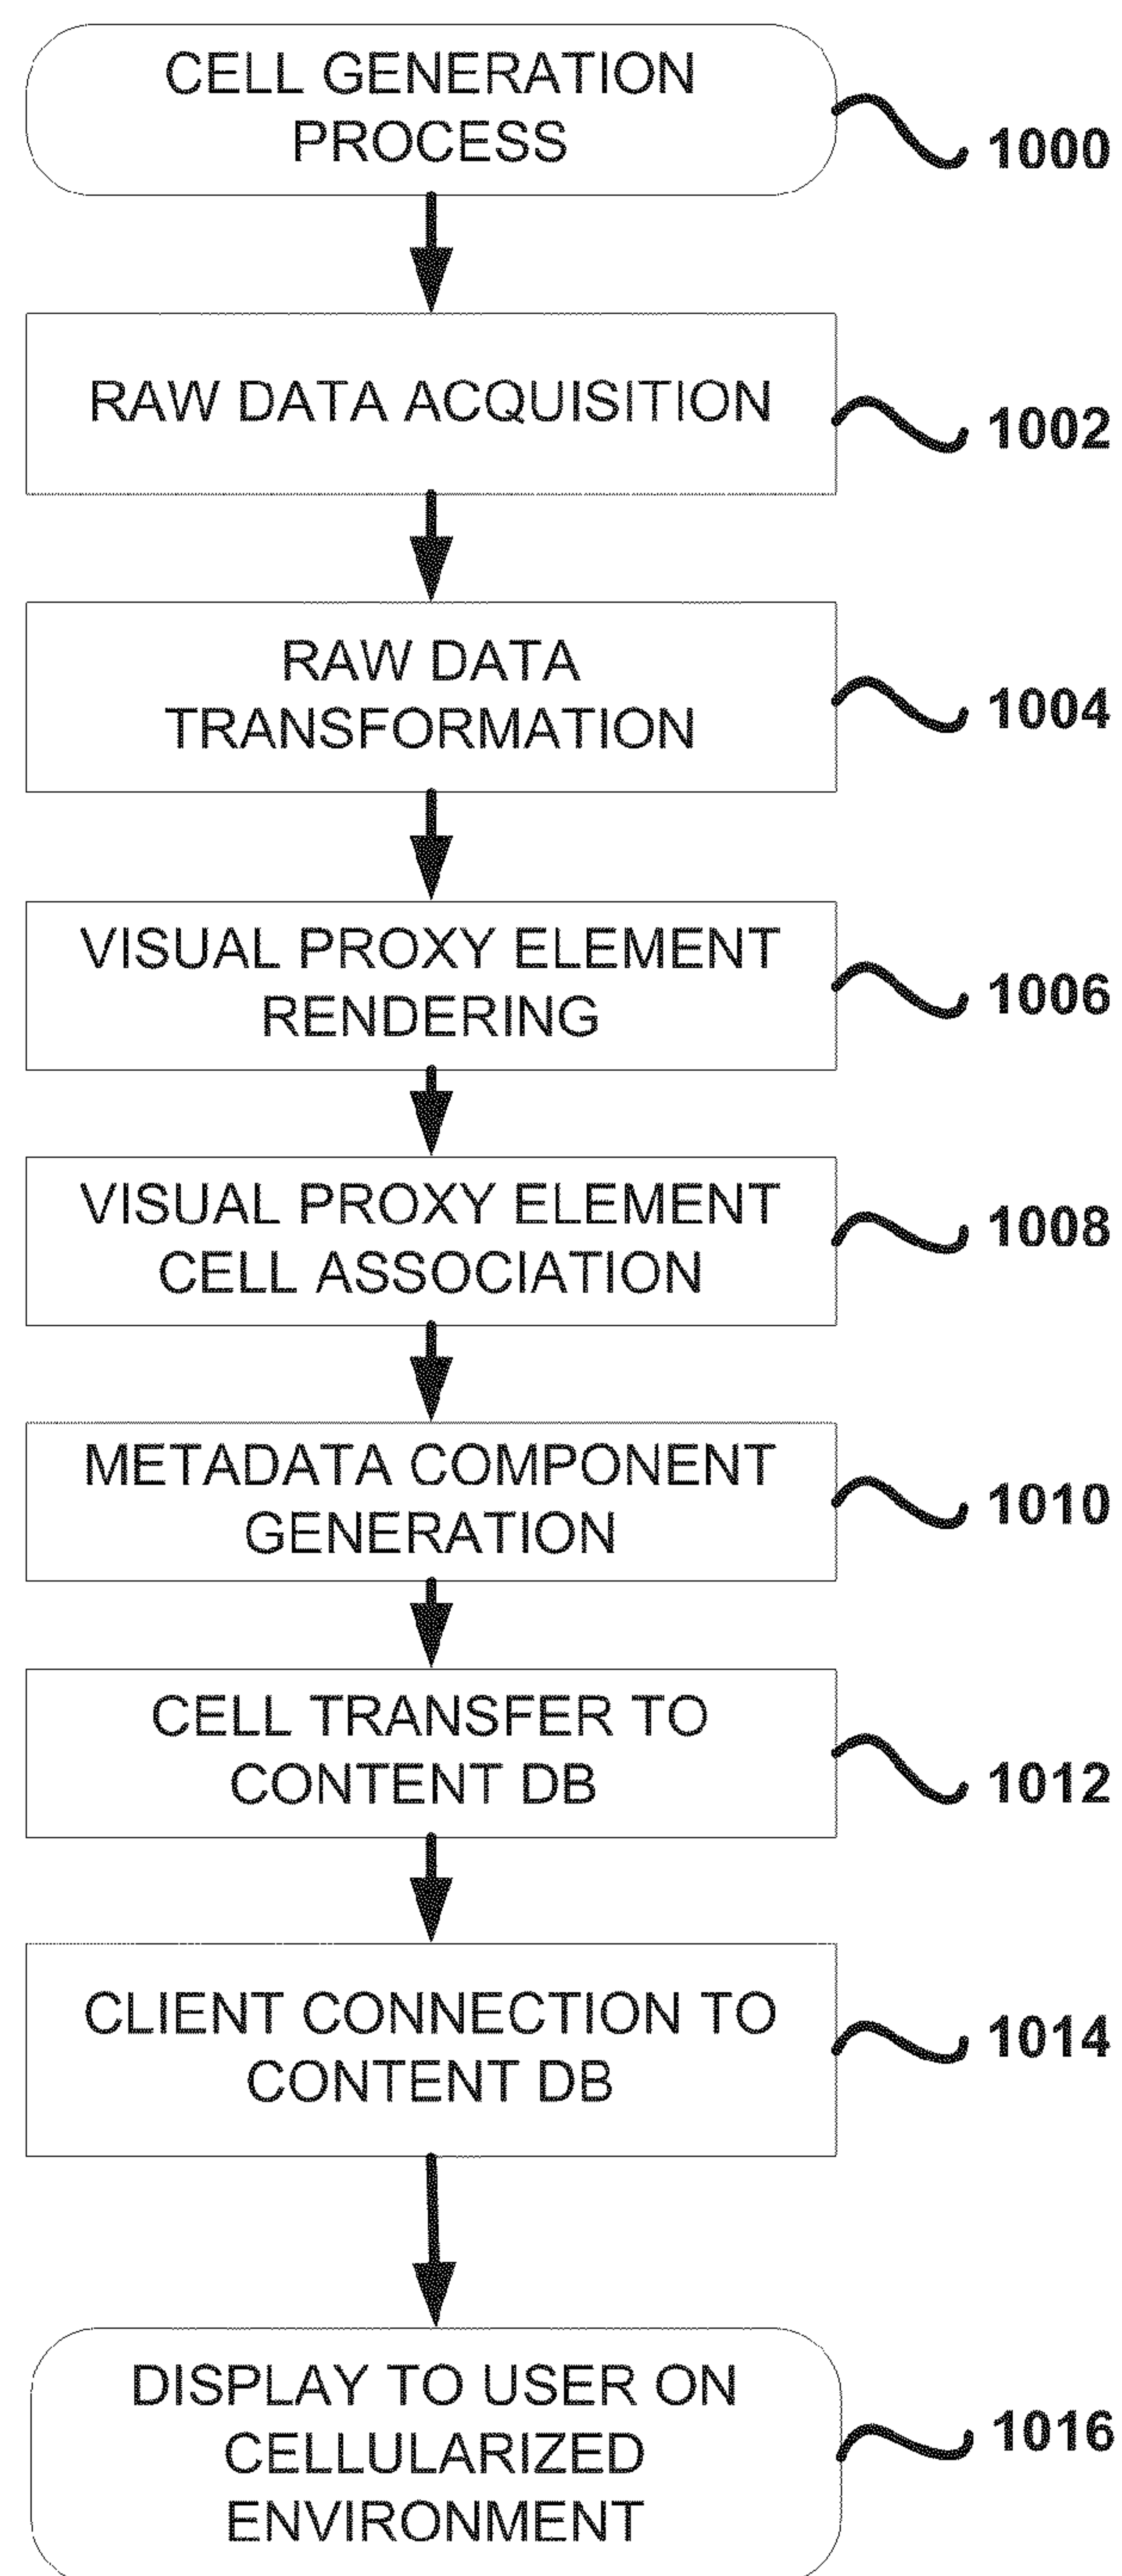 CELL GENERATION
PROCESS
1000
RAW DATA ACQUISITION
1002
RAW DATA
TRANSFORMATION
1004
VISUAL PROXY ELEMENT
RENDERING
1006
VISUAL PROXY ELEMENT
CELL ASSOCIATION
1008
METADATA COMPONENT
GENERATION
1010
CELL TRANSFER TO
CONTENT DB
1012
CLIENT CONNECTION TO
CONTENT DB
1014
DISPLAY TO USER ON
CELLULARIZED
ENVIRONMENT
1016